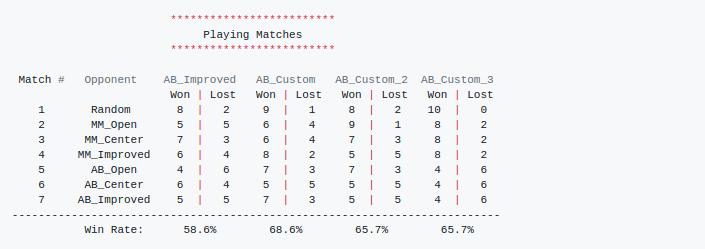 *************************
Playing Matches
*************************
Match # Opponent AB_Improved AB_Custom AB_Custom_2 AB_Custom_3
Won | Lost Won | Lost Won | Lost Won | Lost
1 Random 8 | 2 9 | 1 8 | 2 10 | 0
2 MM_Open 5 | 5 6 | 4 9 | 1 8 | 2
3 MM_Center 7 | 3 6 | 4 7 | 3 8 | 2
4 MM_Improved 6 | 4 8 | 2 5 | 5 8 | 2
5 AB_Open 4 | 6 7 | 3 7 | 3 4 | 6
6 AB_Center 6 | 4 5 | 5 5 | 5 4 | 6
7 AB_Improved 5 | 5 7 | 3 5 | 5 4 | 6
--------------------------------------------------------------------------
Win Rate: 58.6% 68.6% 65.7% 65.7%